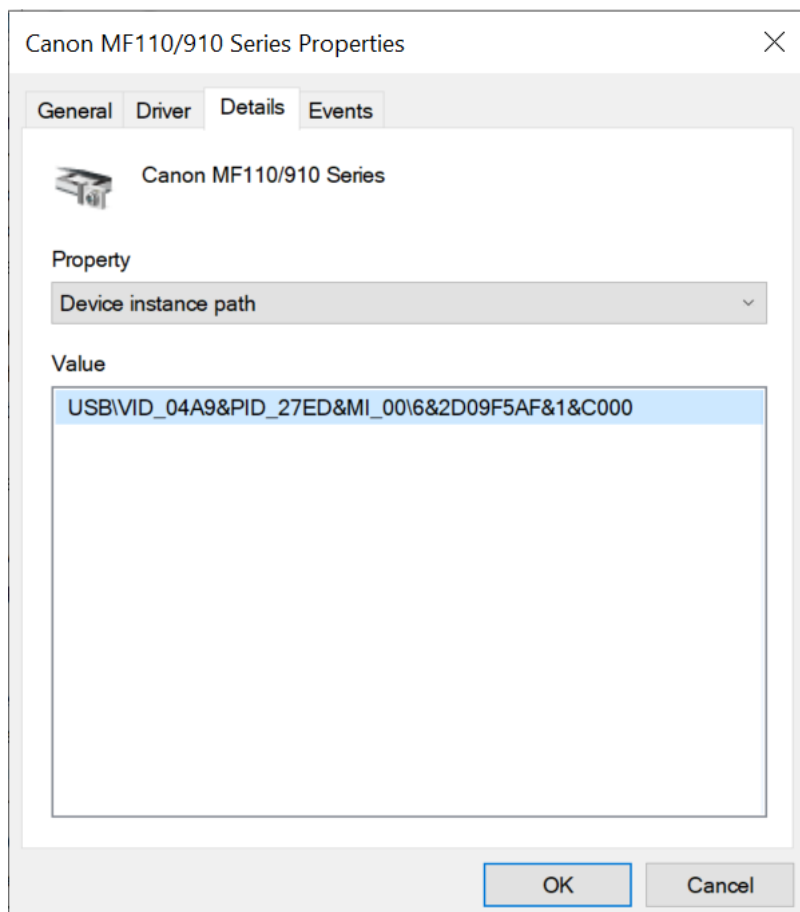 Canon MF110/910 Series Properties
General Driver Details Events
Canon MF110/910 Series
Property
Device instance path
Value
USB\VID_04A9&PID_27ED&MI_00\6&2D09F5AF&1&C000
OK Cancel